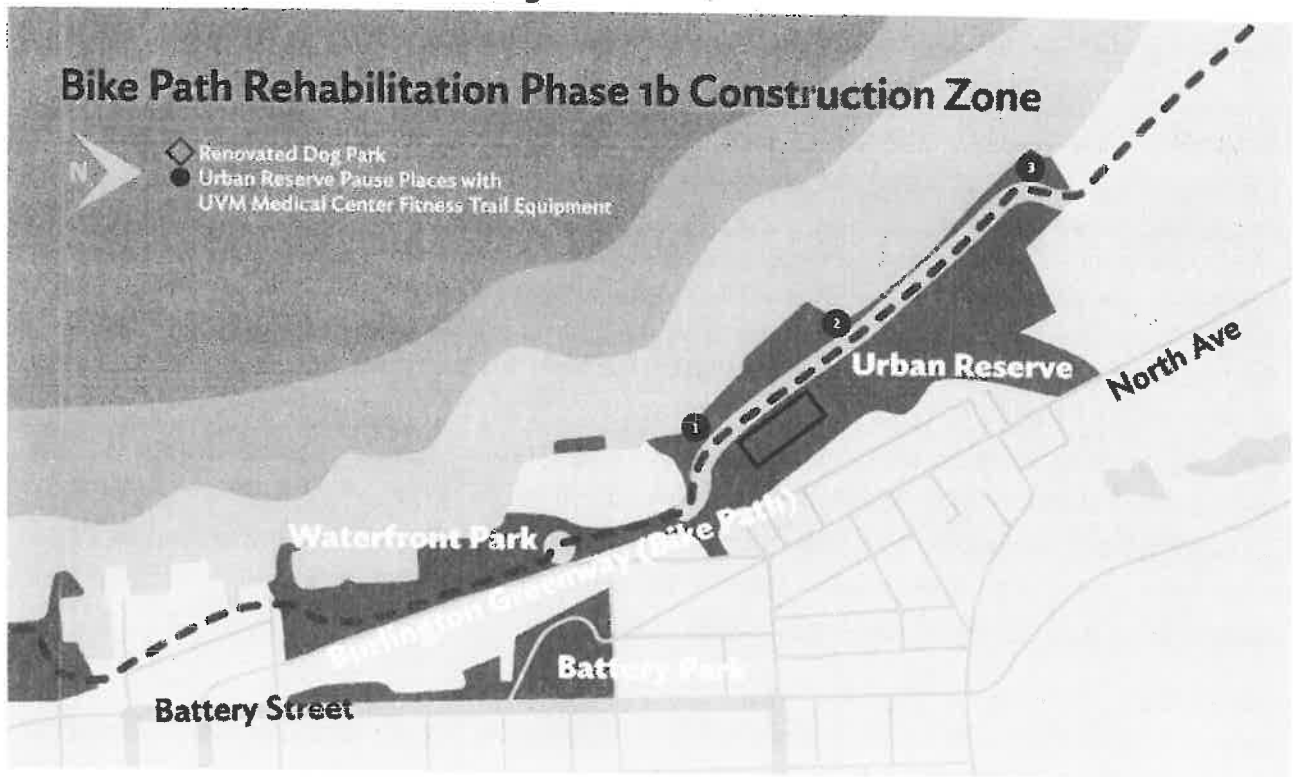 Bike Path Rehabilitation Phase 1b Construction Zone
N
Renovated Dog Park
Urban Reserve Pause Places with
UVM Medical Center Fitness Trail Equipment
3
2
Urban Reserve
North Ave
1
Waterfront Park
Burlington Greenway (Bike Path)
Battery Park
Battery Street